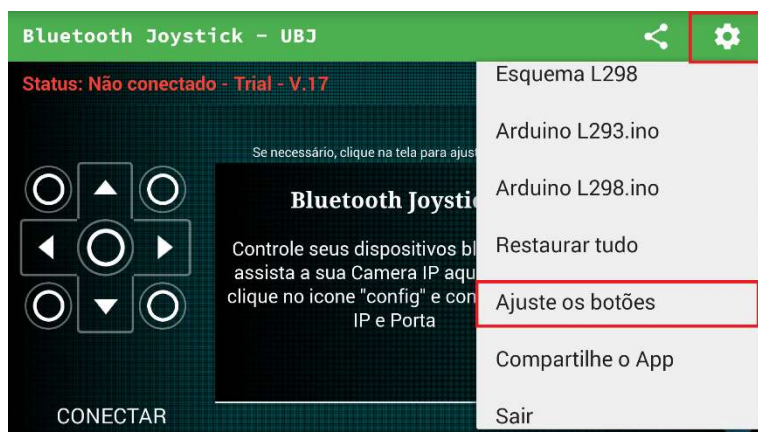 Bluetooth Joystick - UBJ
Status: Não conectado - Trial - V.17
Se necessário, clique na tela para ajus
Bluetooth Joysti
Controle seus dispositivos bl
assista a sua Camera IP aqu
clique no icone "config" e con
IP e Porta
CONECTAR
Esquema L298
Arduino L293.ino
Arduino L298.ino
Restaurar tudo
Ajuste os botões
Compartilhe o App
Sair